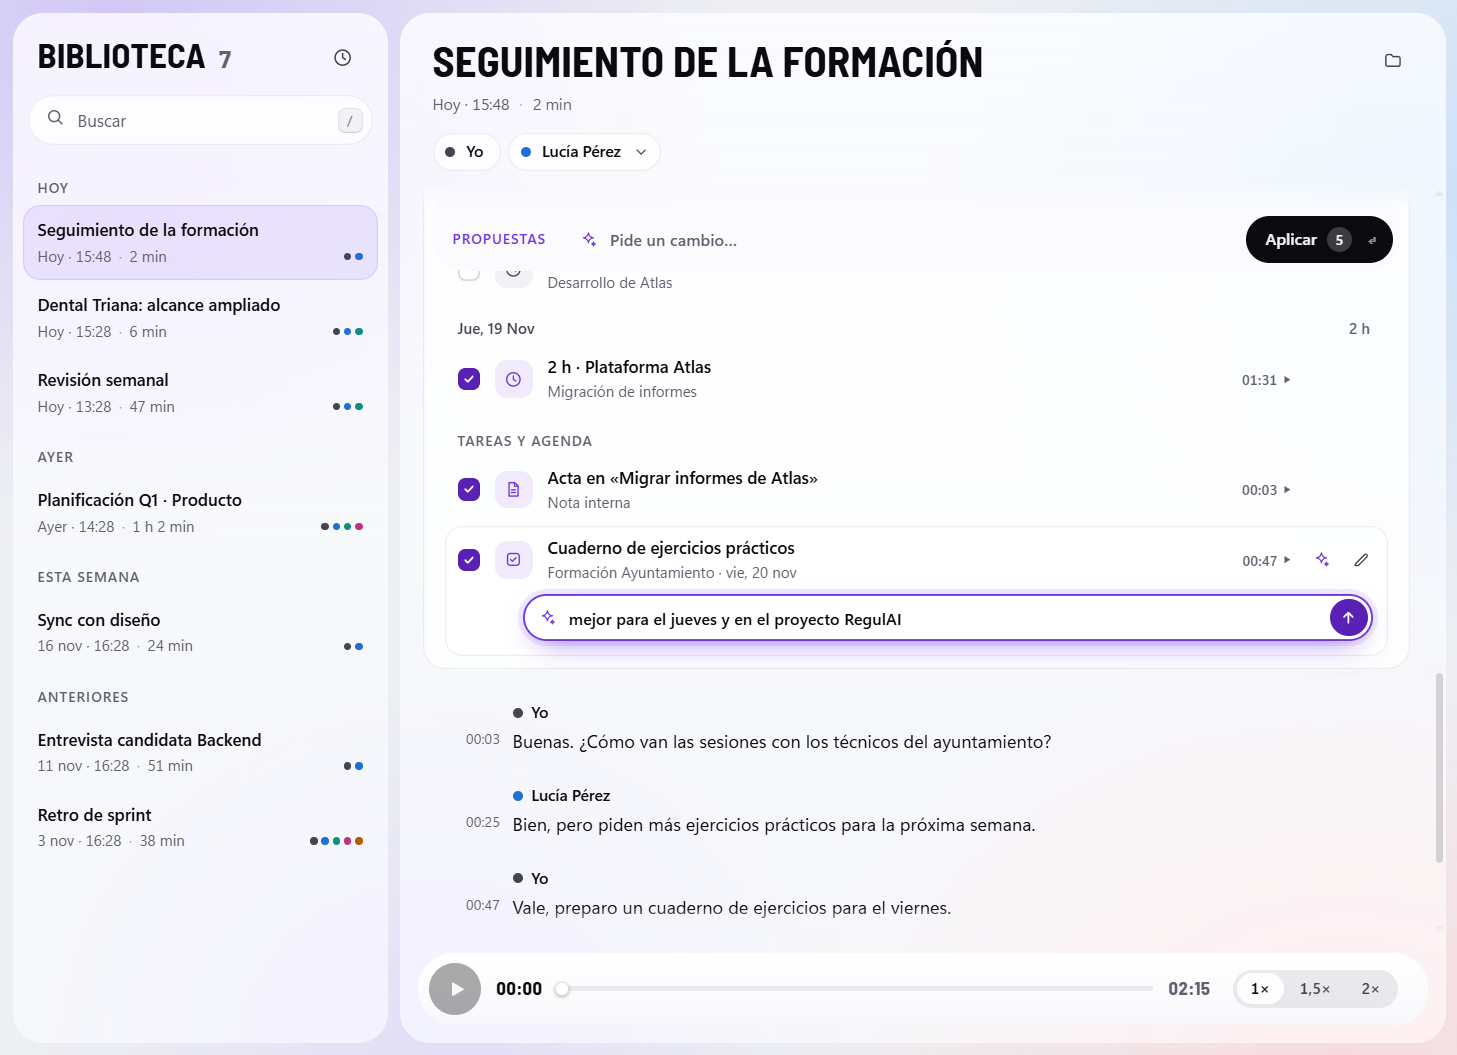 BIBLIOTECA 7
Buscar /
HOY
Seguimiento de la formación
Hoy · 15:48 · 2 min
Dental Triana: alcance ampliado
Hoy · 15:28 · 6 min
Revisión semanal
Hoy · 13:28 · 47 min
AYER
Planificación Q1 · Producto
Ayer · 14:28 · 1 h 2 min
ESTA SEMANA
Sync con diseño
16 nov · 16:28 · 24 min
ANTERIORES
Entrevista candidata Backend
11 nov · 16:28 · 51 min
Retro de sprint
3 nov · 16:28 · 38 min
SEGUIMIENTO DE LA FORMACIÓN
Hoy · 15:48 · 2 min
Yo
Lucía Pérez
PROPUESTAS
Pide un cambio...
Aplicar 5
Desarrollo de Atlas
Jue, 19 Nov 2 h
2 h · Plataforma Atlas
Migración de informes
01:31
TAREAS Y AGENDA
Acta en «Migrar informes de Atlas»
Nota interna
00:03
Cuaderno de ejercicios prácticos
Formación Ayuntamiento · vie, 20 nov
00:47
mejor para el jueves y en el proyecto RegulAI
Yo
00:03 Buenas. ¿Cómo van las sesiones con los técnicos del ayuntamiento?
Lucía Pérez
00:25 Bien, pero piden más ejercicios prácticos para la próxima semana.
Yo
00:47 Vale, preparo un cuaderno de ejercicios para el viernes.
00:00 02:15 1× 1,5× 2×